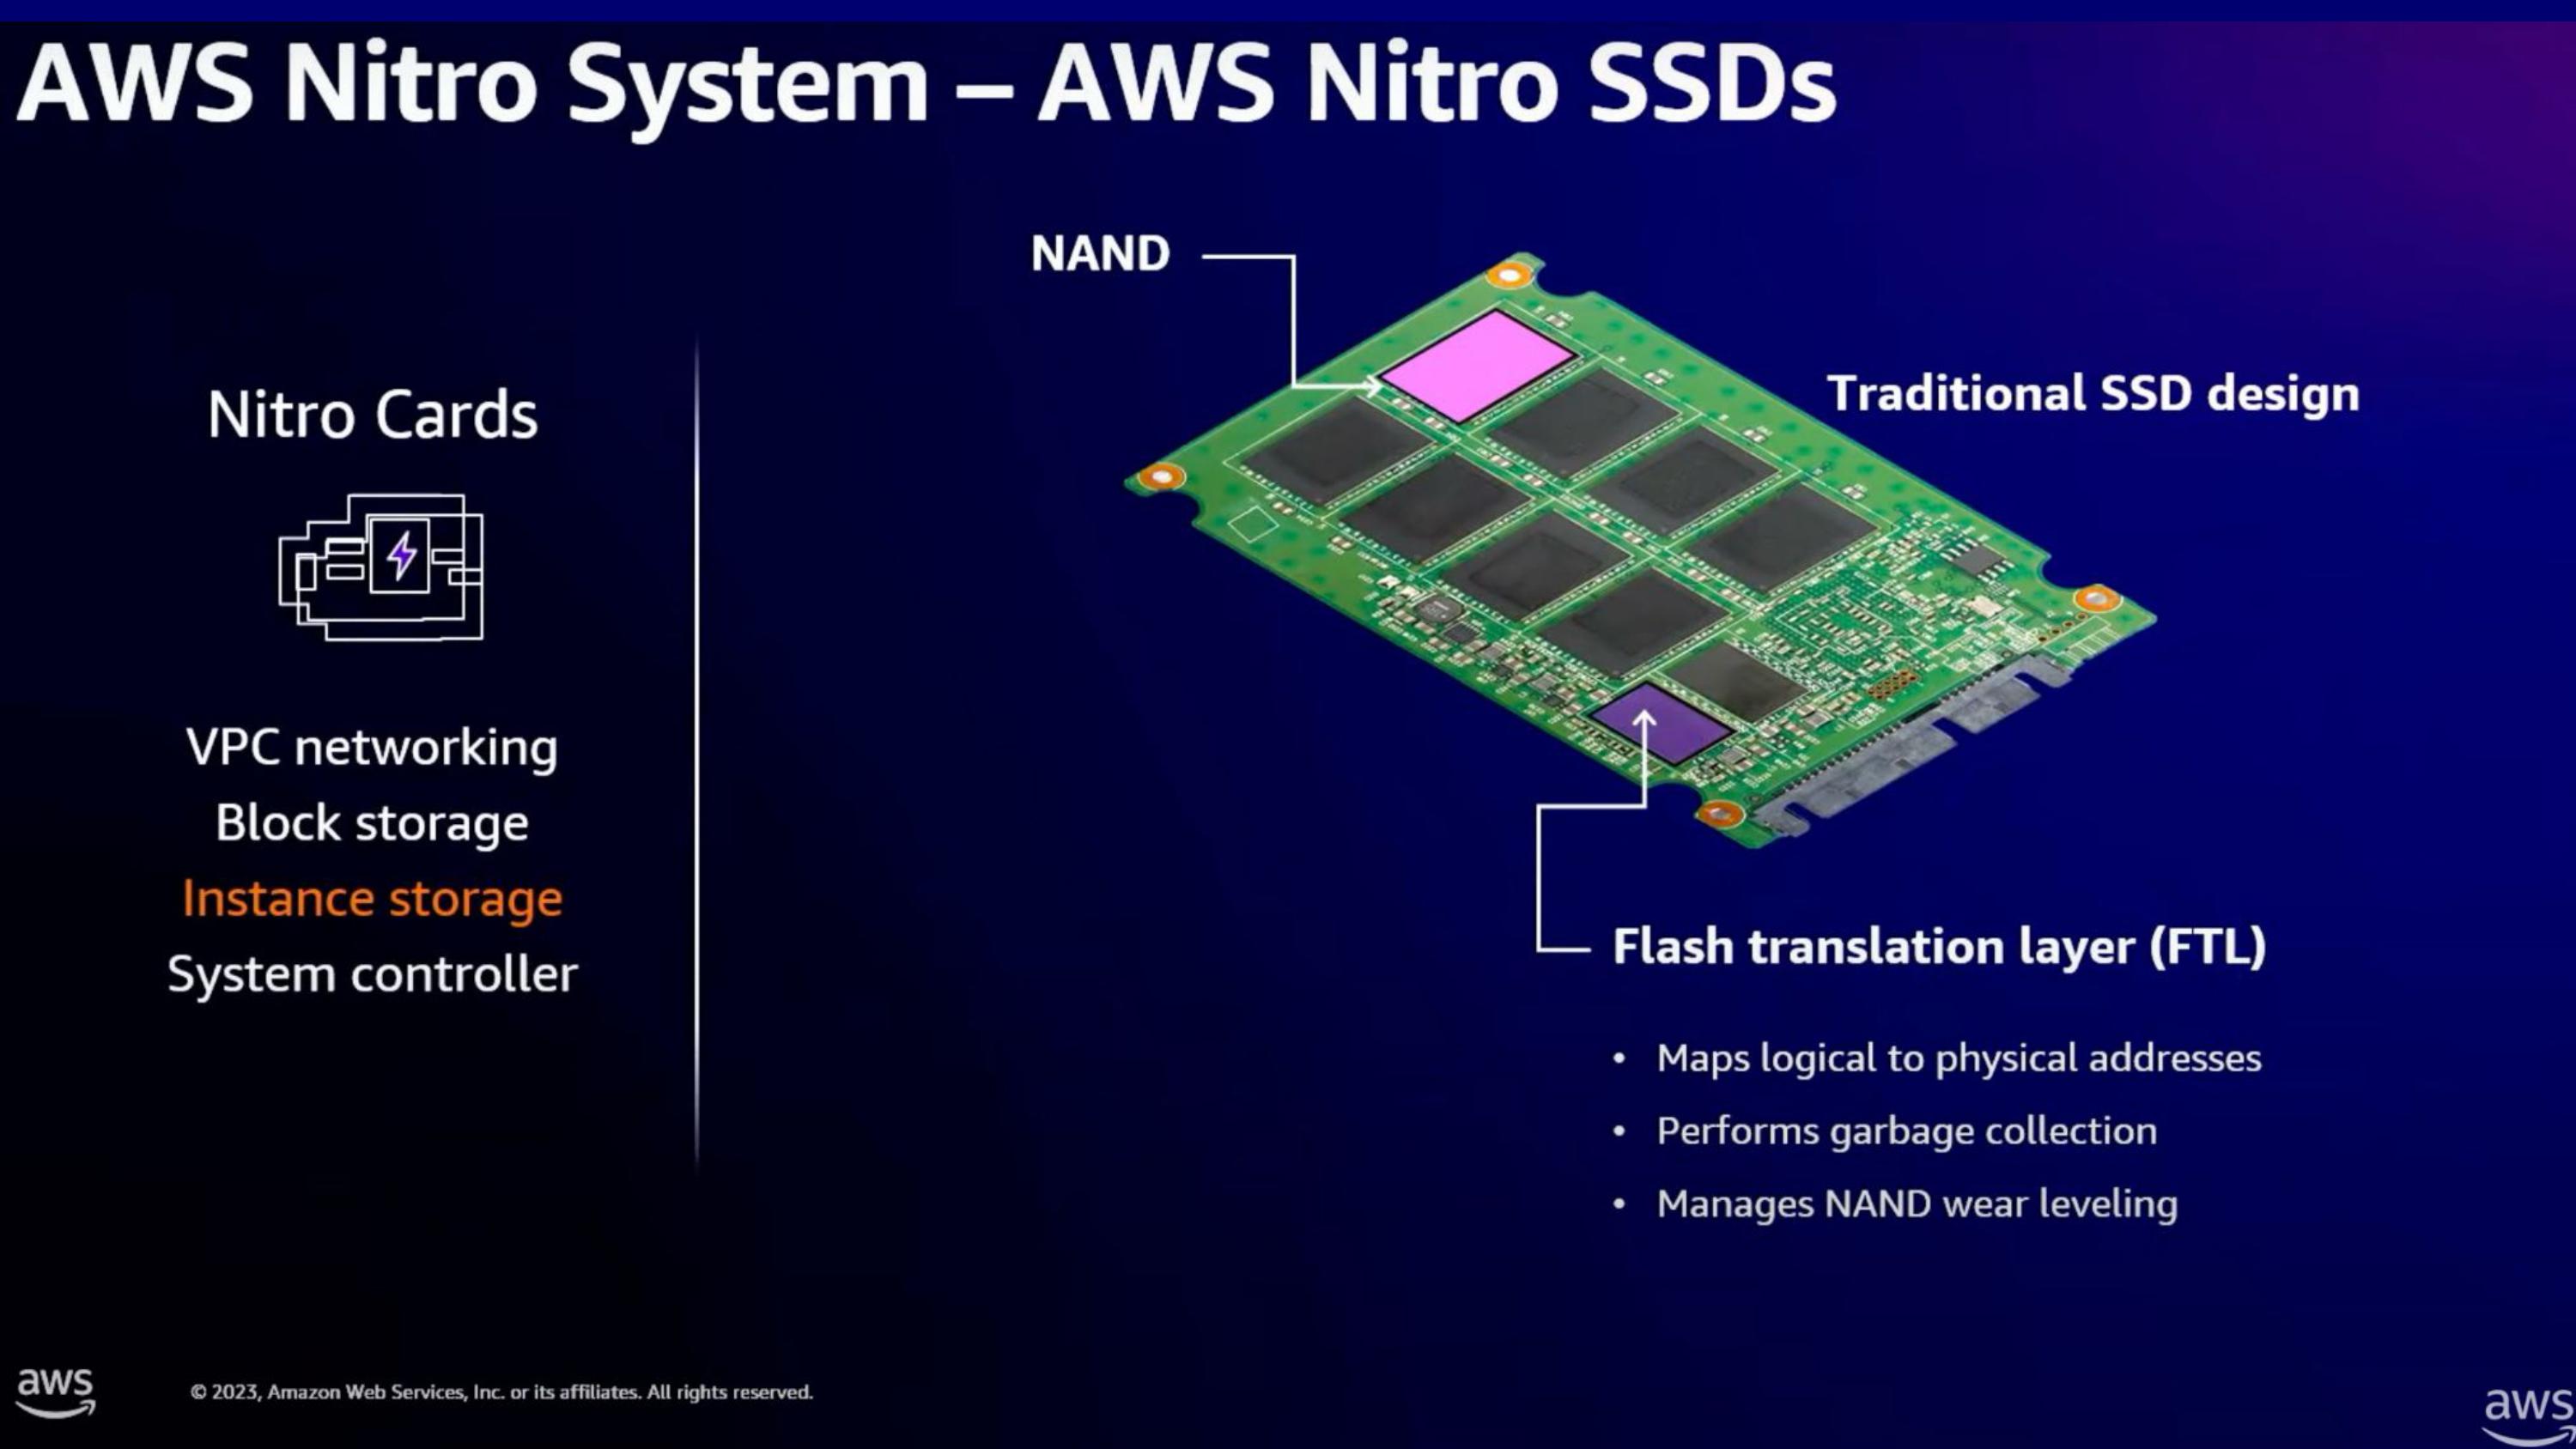 AWS Nitro System – AWS Nitro SSDs
Nitro Cards
VPC networking
Block storage
Instance storage
System controller
NAND
Traditional SSD design
Flash translation layer (FTL)
• Maps logical to physical addresses
• Performs garbage collection
• Manages NAND wear leveling
aws
© 2023, Amazon Web Services, Inc. or its affiliates. All rights reserved.
aws